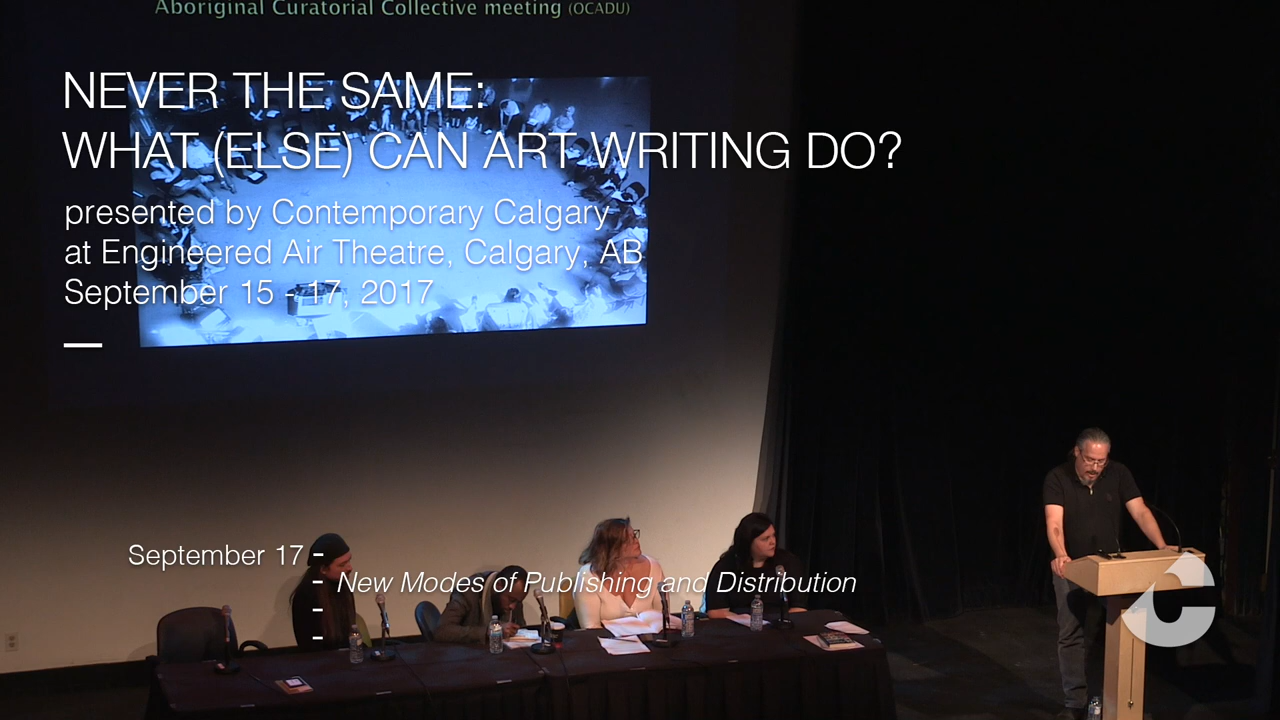 Aboriginal Curatorial Collective meeting (OCADU)
NEVER THE SAME:
WHAT (ELSE) CAN ART WRITING DO?
presented by Contemporary Calgary
at Engineered Air Theatre, Calgary, AB
September 15 - 17, 2017
September 17 -
- New Modes of Publishing and Distribution
-
-